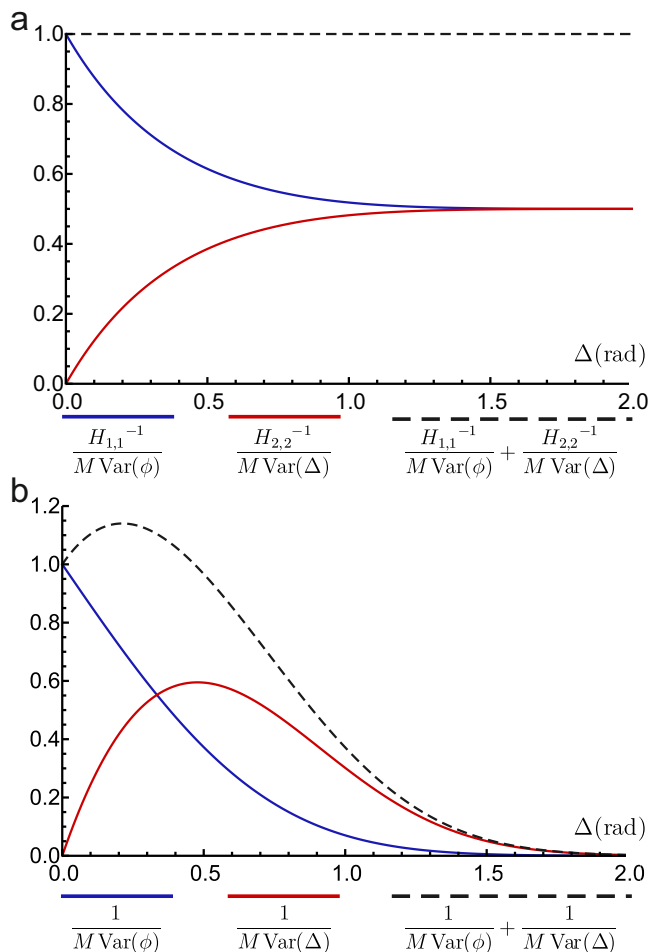 a
1.0
0.8
0.6
0.4
0.2
0.0
Δ(rad)
0.0 0.5 1.0 1.5 2.0
H₁,₁⁻¹ / M Var(ϕ)
H₂,₂⁻¹ / M Var(Δ)
H₁,₁⁻¹ / M Var(ϕ) + H₂,₂⁻¹ / M Var(Δ)
b
1.2
1.0
0.8
0.6
0.4
0.2
0.0
Δ(rad)
0.0 0.5 1.0 1.5 2.0
1 / M Var(ϕ)
1 / M Var(Δ)
1 / M Var(ϕ) + 1 / M Var(Δ)